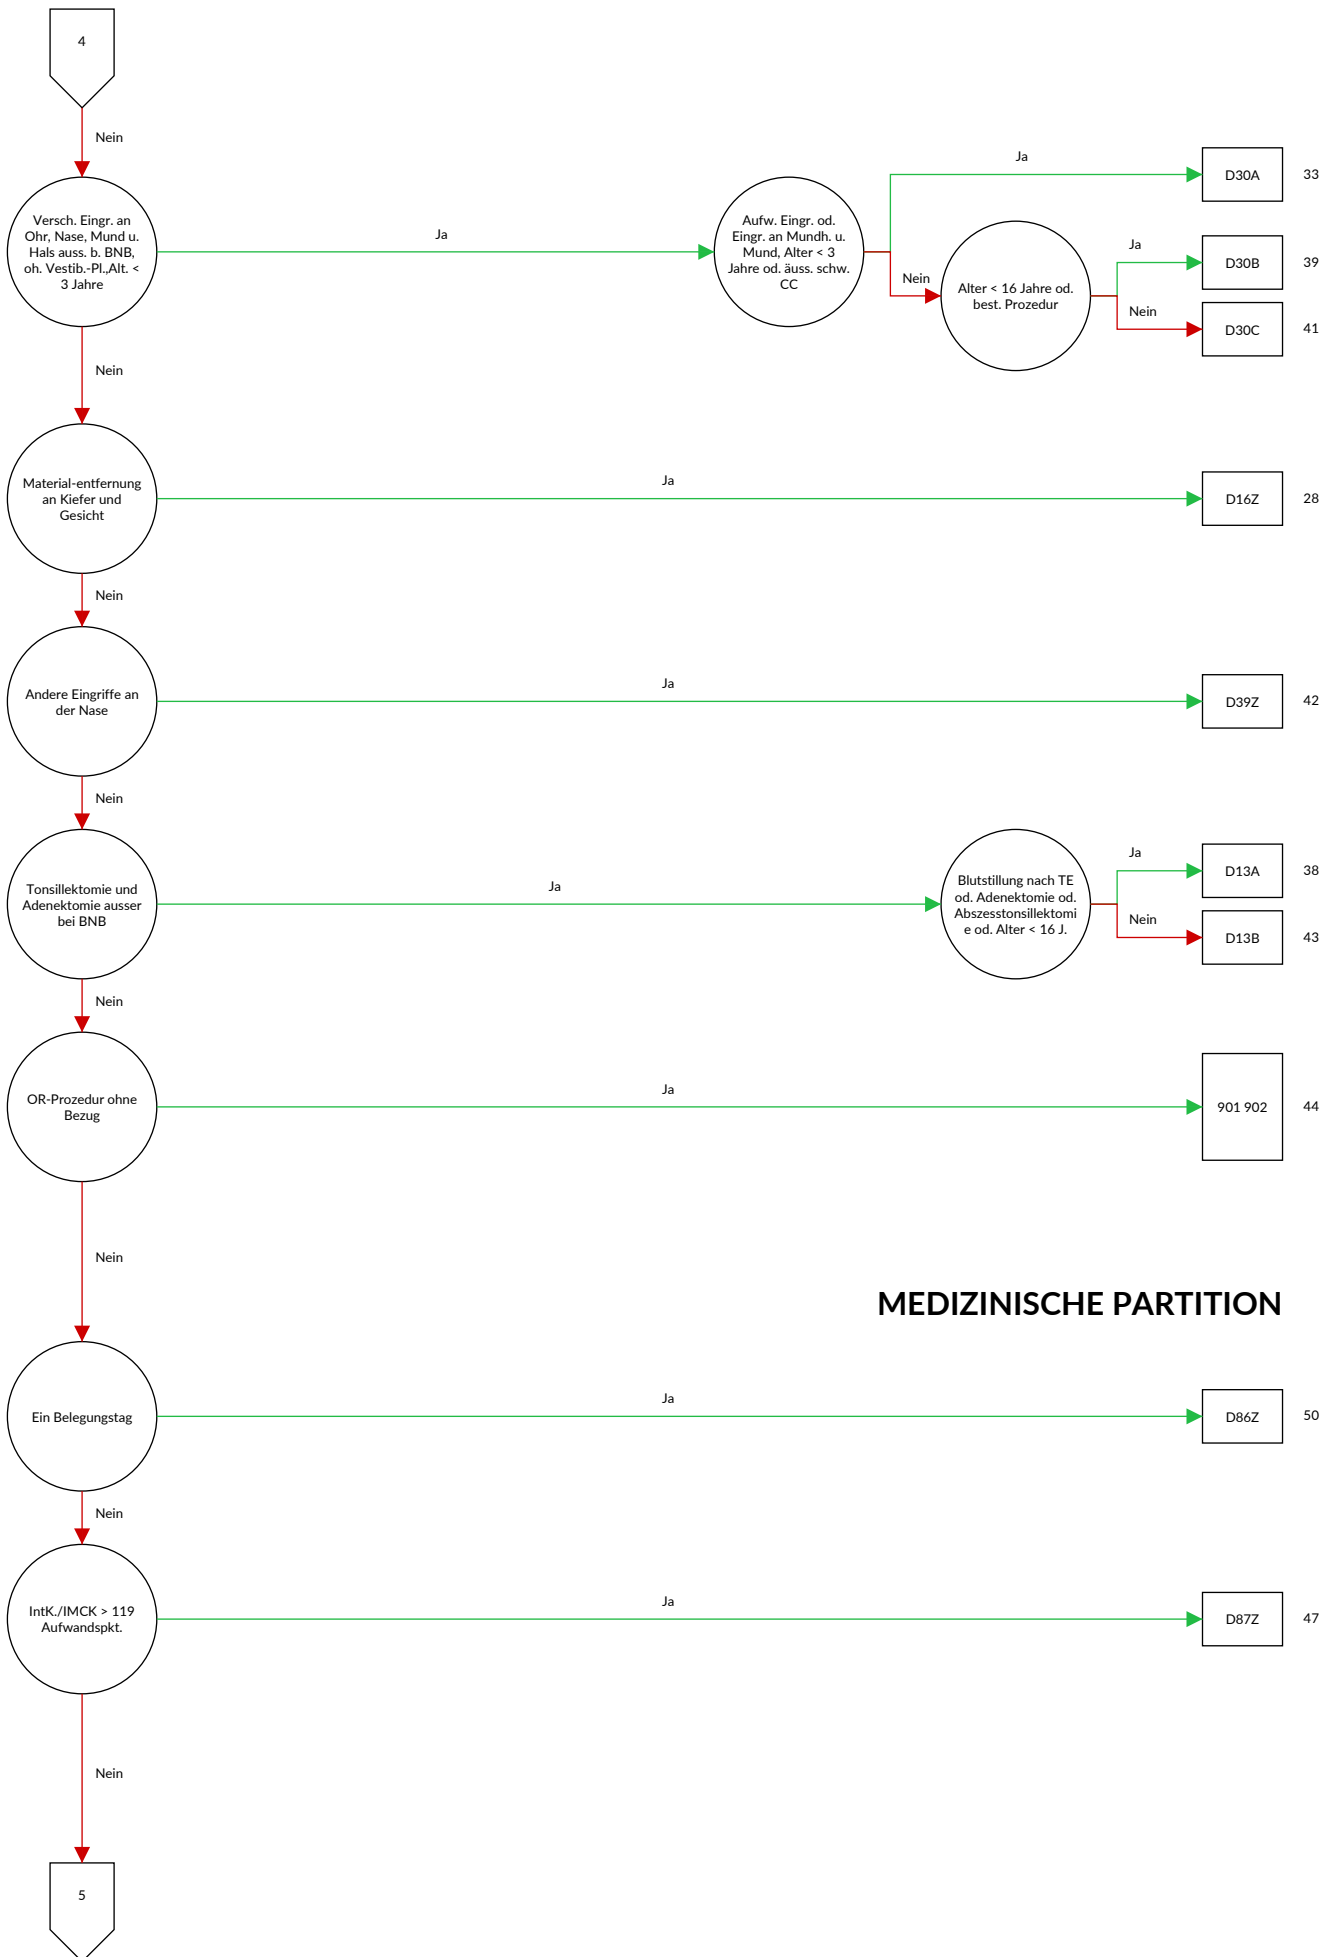 4
Nein
Versch. Eingr. an
Ohr, Nase, Mund u.
Hals auss. b. BNB,
oh. Vestib.-Pl.,Alt. <
3 Jahre
Ja
Aufw. Eingr. od.
Eingr. an Mundh. u.
Mund, Alter < 3
Jahre od. äuss. schw.
CC
Ja
D30A
33
Nein
Alter < 16 Jahre od.
best. Prozedur
Ja
D30B
39
Nein
D30C
41
Nein
Material-entfernung
an Kiefer und
Gesicht
Ja
D16Z
28
Nein
Andere Eingriffe an
der Nase
Ja
D39Z
42
Nein
Tonsillektomie und
Adenektomie ausser
bei BNB
Ja
Blutstillung nach TE
od. Adenektomie od.
Abszesstonsillektomi
e od. Alter < 16 J.
Ja
D13A
38
Nein
D13B
43
Nein
OR-Prozedur ohne
Bezug
Ja
901 902
44
Nein
MEDIZINISCHE PARTITION
Ein Belegungstag
Ja
D86Z
50
Nein
IntK./IMCK > 119
Aufwandspkt.
Ja
D87Z
47
Nein
5